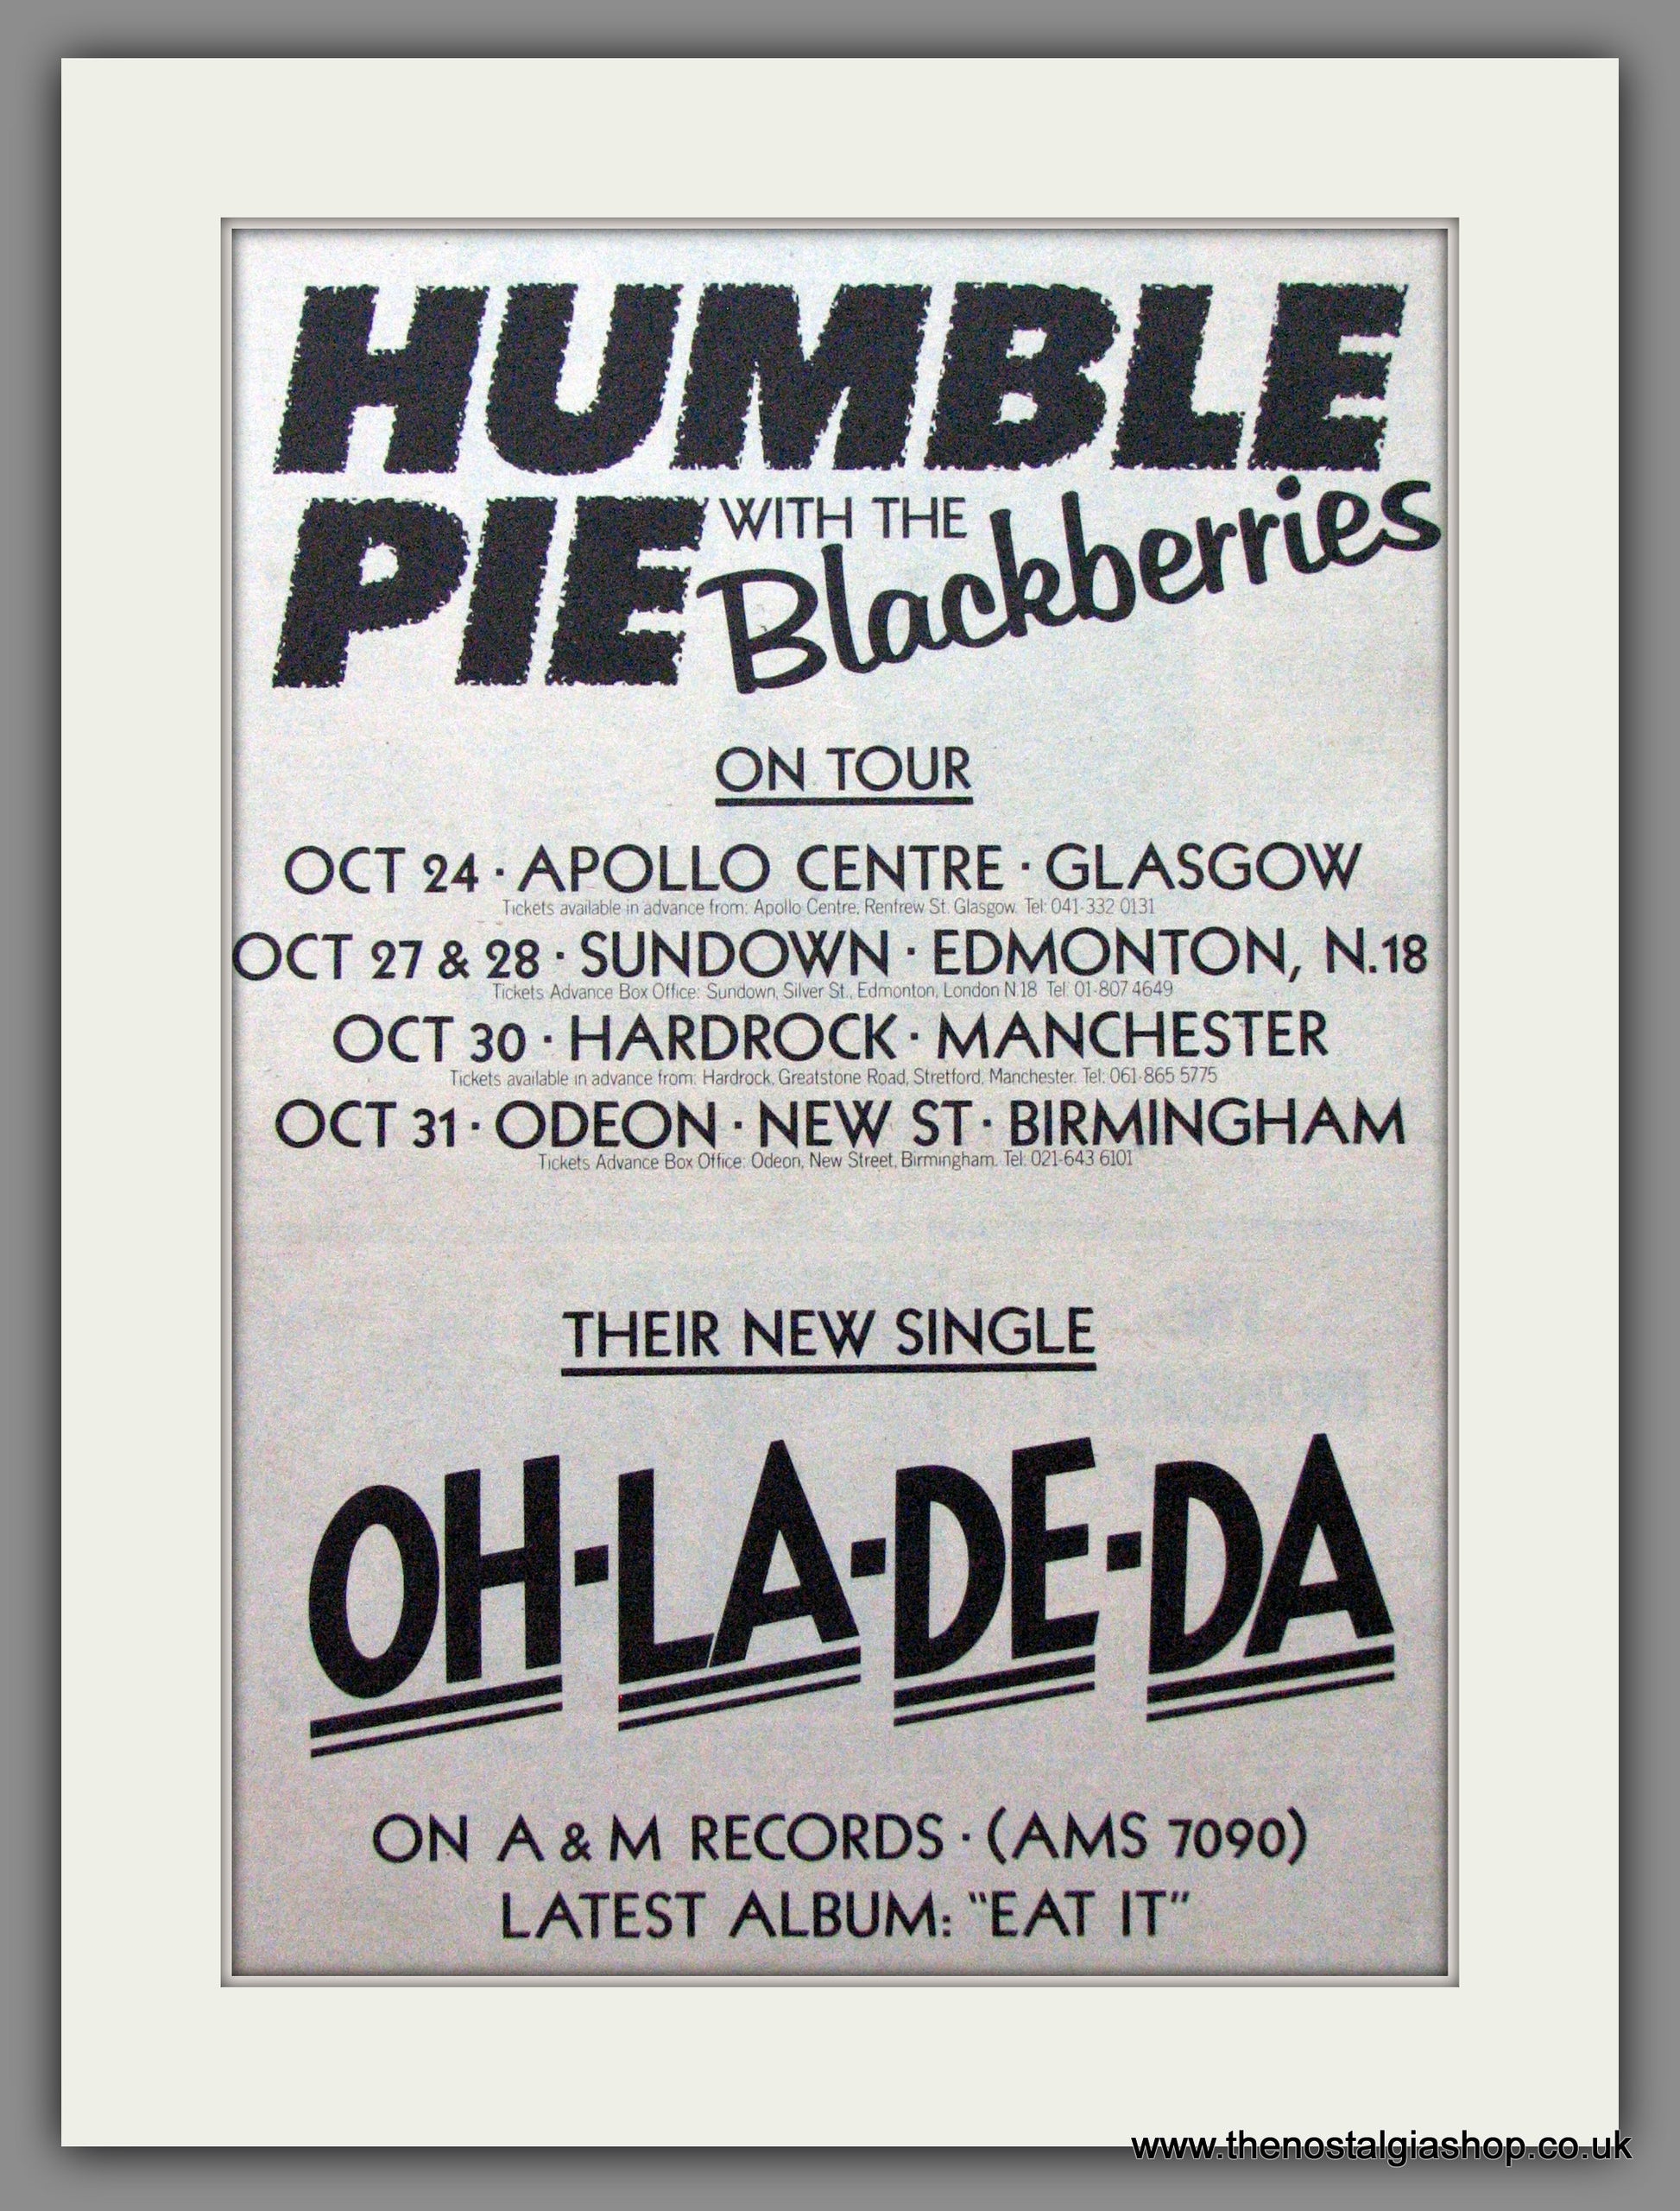 HUMBLE
PIE WITH THE
Blackberries
ON TOUR
OCT 24 · APOLLO CENTRE · GLASGOW
Tickets available in advance from: Apollo Centre, Renfrew St. Glasgow. Tel: 041-332 0131
OCT 27 & 28 · SUNDOWN · EDMONTON, N.18
Tickets Advance Box Office: Sundown, Silver St., Edmonton, London N.18 Tel: 01-807 4649
OCT 30 · HARDROCK · MANCHESTER
Tickets available in advance from: Hardrock, Greatstone Road, Stretford, Manchester. Tel: 061-865 5775
OCT 31 · ODEON · NEW ST · BIRMINGHAM
Tickets Advance Box Office: Odeon, New Street, Birmingham. Tel: 021-643 6101
THEIR NEW SINGLE
OH-LA-DE-DA
ON A & M RECORDS · (AMS 7090)
LATEST ALBUM: "EAT IT"
www.thenostalgiashop.co.uk